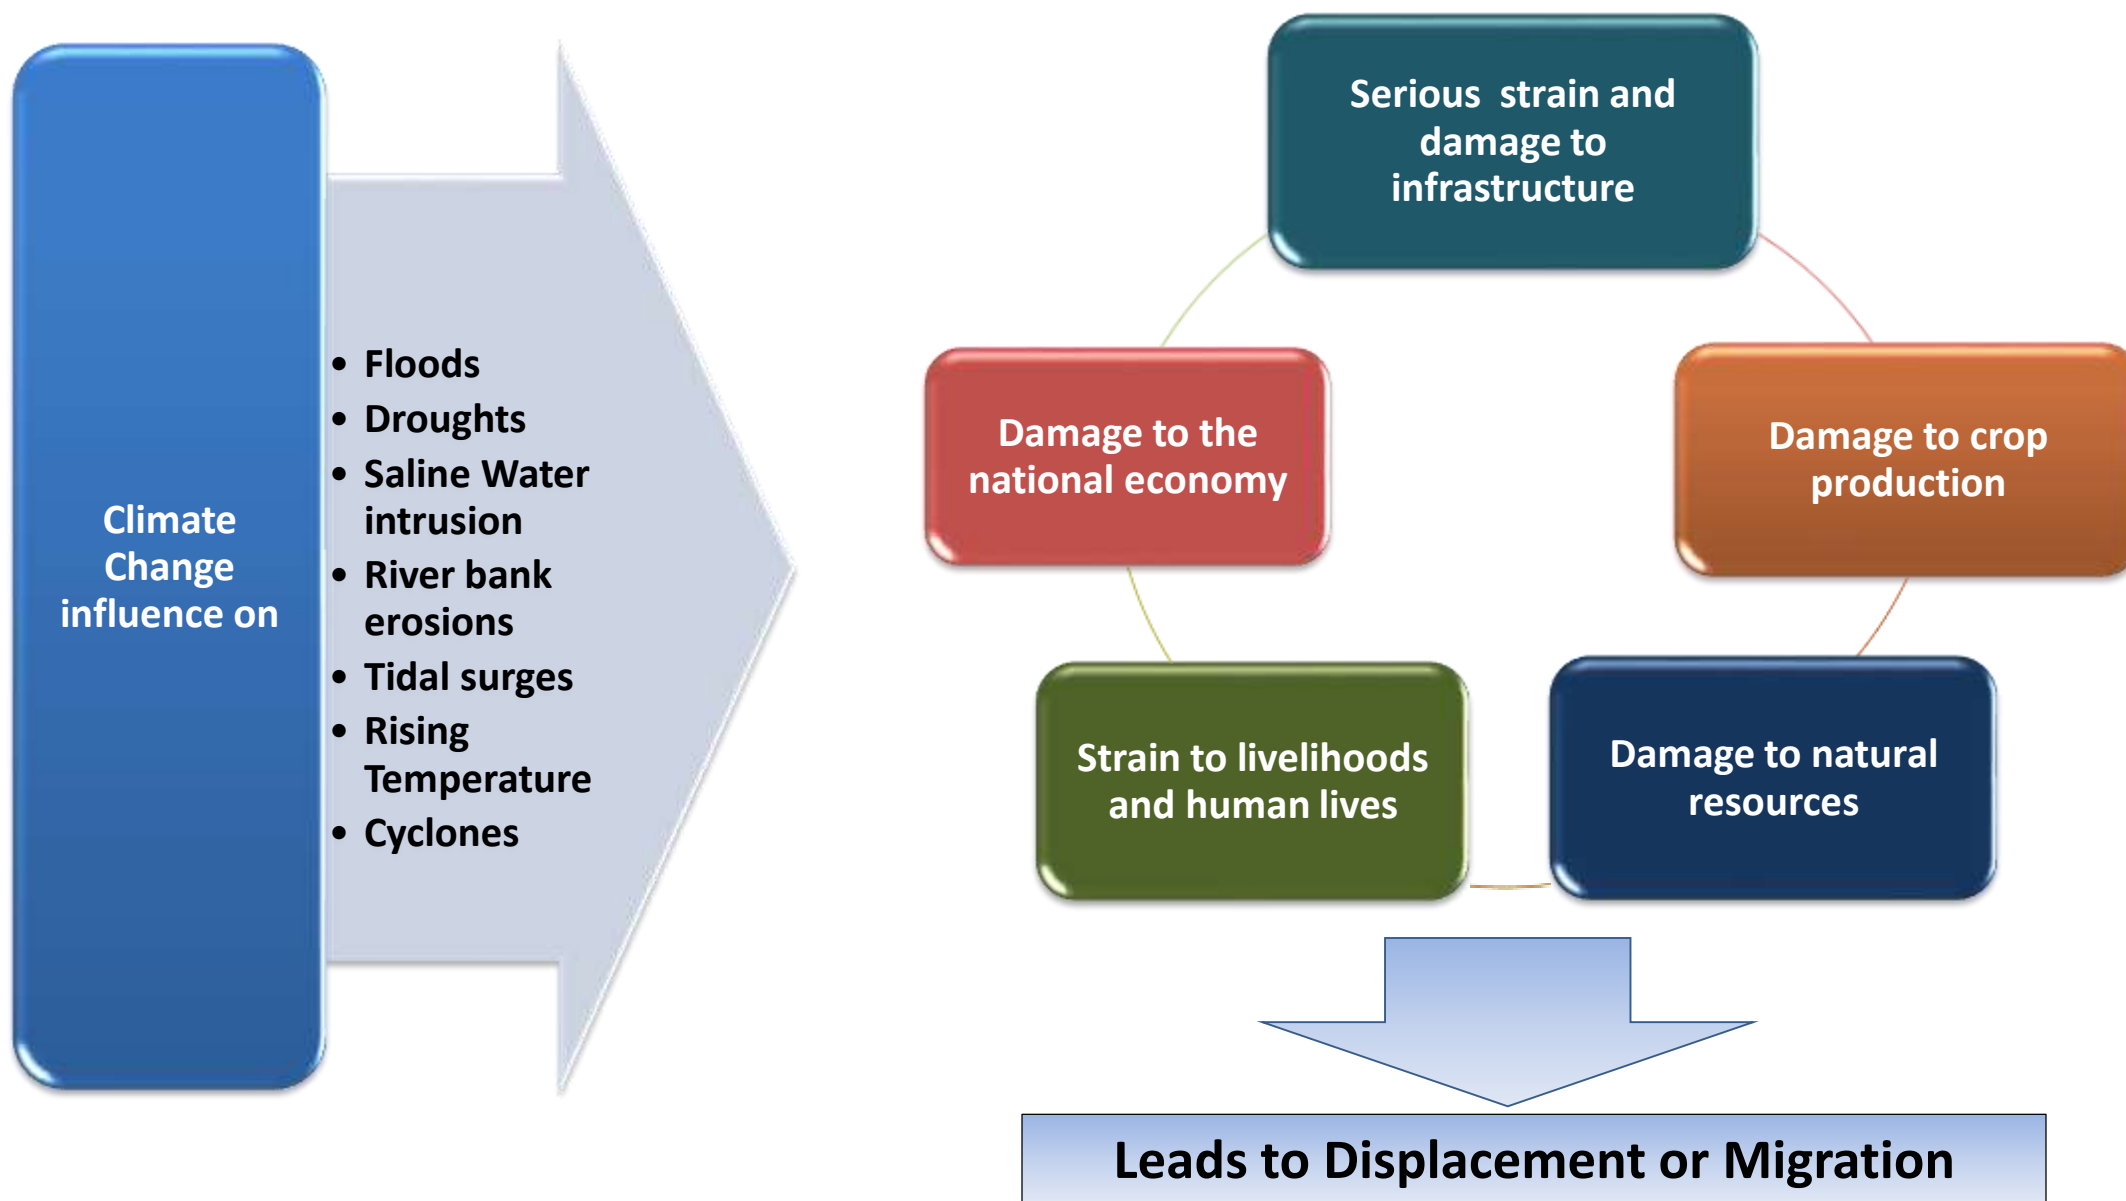 Climate
Change
influence on
• Floods
• Droughts
• Saline Water
intrusion
• River bank
erosions
• Tidal surges
• Rising
Temperature
• Cyclones
Serious strain and
damage to
infrastructure
Damage to the
national economy
Damage to crop
production
Strain to livelihoods
and human lives
Damage to natural
resources
Leads to Displacement or Migration